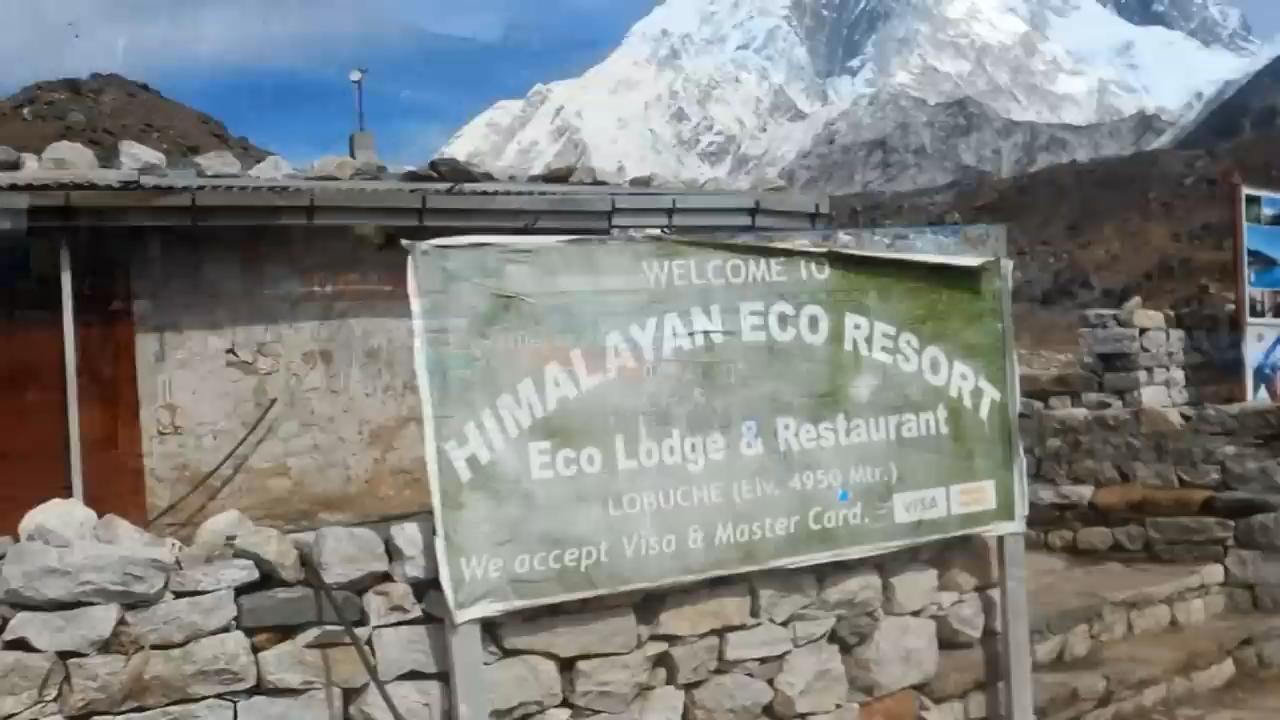 WELCOME TO
HIMALAYAN ECO RESORT
Eco Lodge & Restaurant
LOBUCHE (Elv. 4950 Mtr.)
We accept Visa & Master Card.
VISA